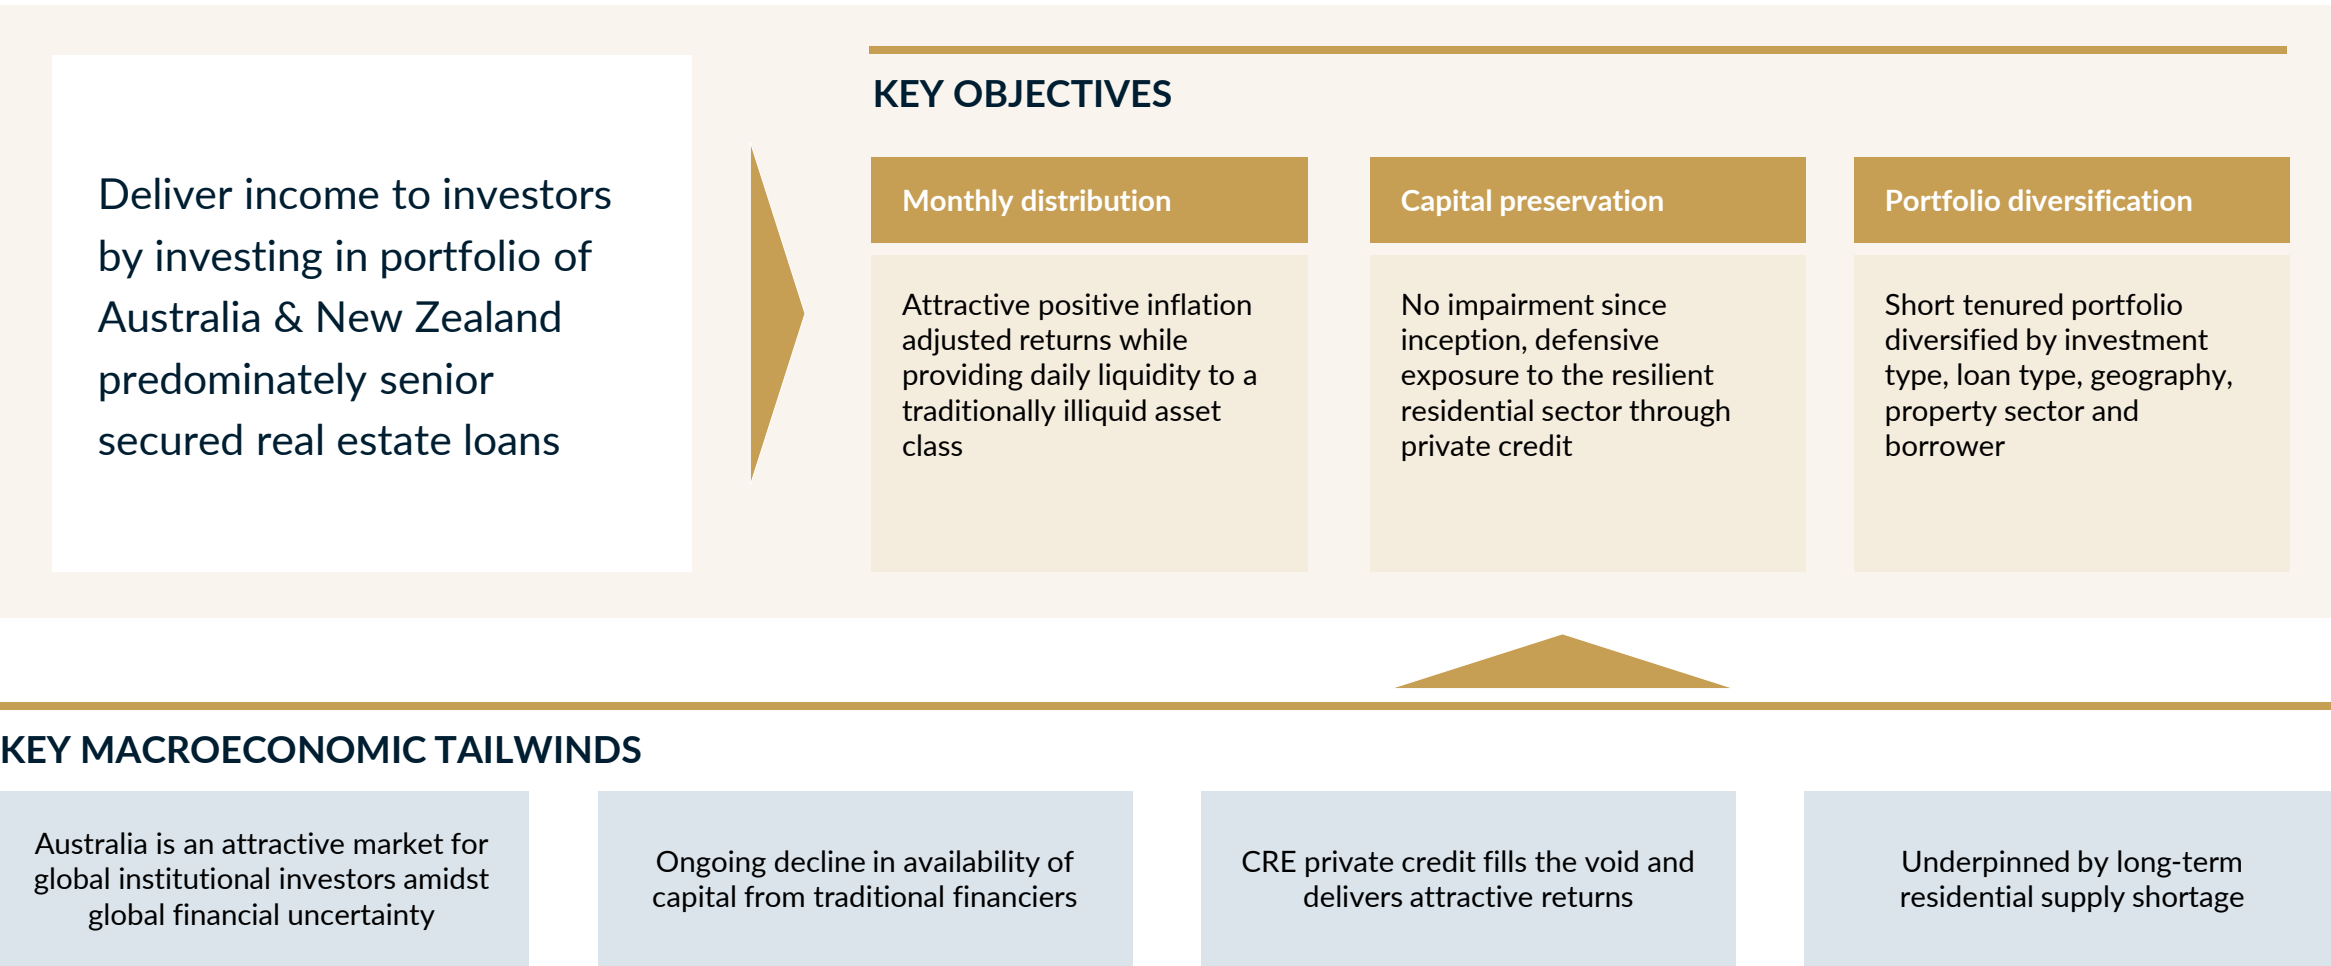 Deliver income to investors
by investing in portfolio of
Australia & New Zealand
predominately senior
secured real estate loans
KEY OBJECTIVES
Monthly distribution
Attractive positive inflation
adjusted returns while
providing daily liquidity to a
traditionally illiquid asset
class
Capital preservation
No impairment since
inception, defensive
exposure to the resilient
residential sector through
private credit
Portfolio diversification
Short tenured portfolio
diversified by investment
type, loan type, geography,
property sector and
borrower
KEY MACROECONOMIC TAILWINDS
Australia is an attractive market for
global institutional investors amidst
global financial uncertainty
Ongoing decline in availability of
capital from traditional financiers
CRE private credit fills the void and
delivers attractive returns
Underpinned by long-term
residential supply shortage